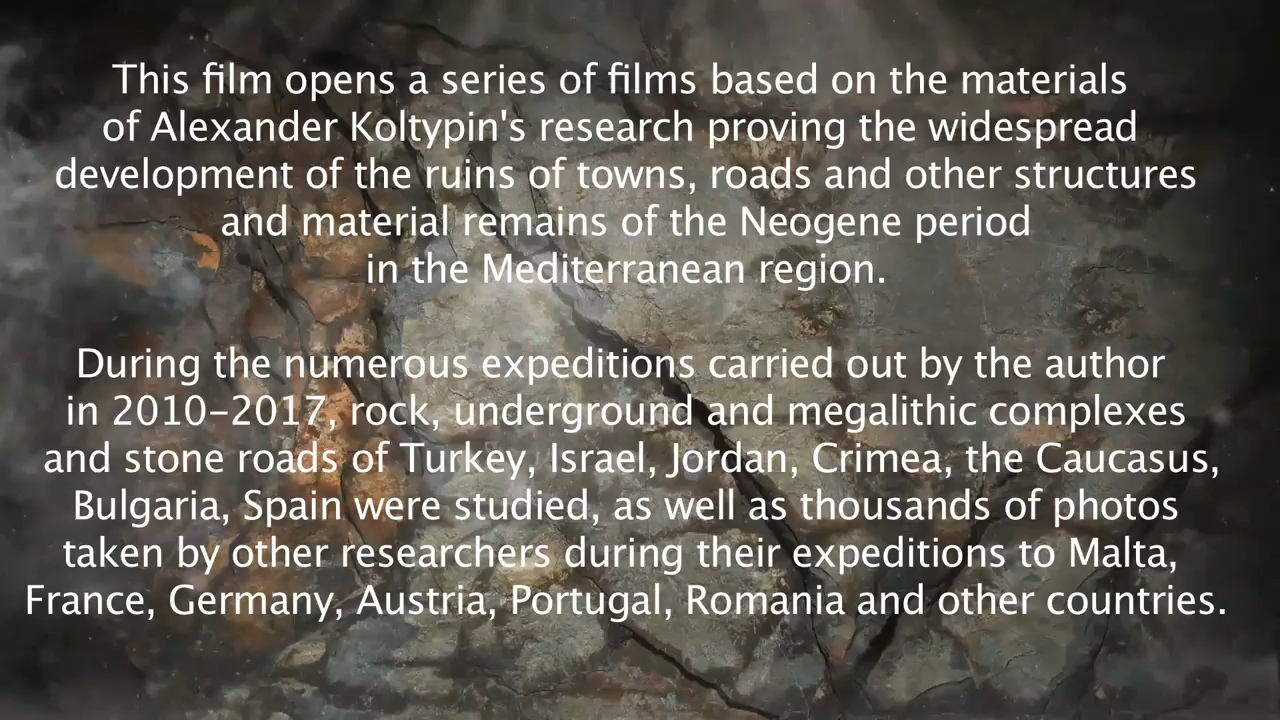 This film opens a series of films based on the materials
of Alexander Koltypin's research proving the widespread
development of the ruins of towns, roads and other structures
and material remains of the Neogene period
in the Mediterranean region.
During the numerous expeditions carried out by the author
in 2010-2017, rock, underground and megalithic complexes
and stone roads of Turkey, Israel, Jordan, Crimea, the Caucasus,
Bulgaria, Spain were studied, as well as thousands of photos
taken by other researchers during their expeditions to Malta,
France, Germany, Austria, Portugal, Romania and other countries.